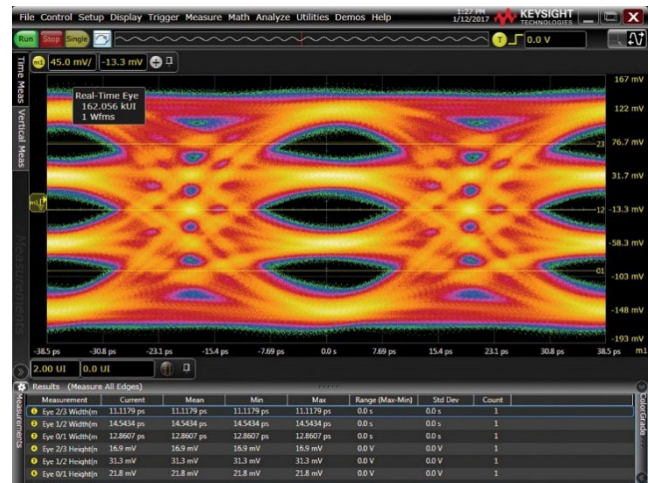 1:27 PM
File Control Setup Display Trigger Measure Math Analyze Utilities Demos Help 1/12/2017 KEYSIGHT TECHNOLOGIES
Run Stop Single T 0.0 V
m1 45.0 mV/ -13.3 mV
Time Meas
Vertical Meas
Measurements
Real-Time Eye
162.056 kUI
1 Wfms
167 mV
122 mV
23 76.7 mV
31.7 mV
12 -13.3 mV
-58.3 mV
01 -103 mV
-148 mV
-193 mV
-38.5 ps -30.8 ps -23.1 ps -15.4 ps -7.69 ps 0.0 s 7.69 ps 15.4 ps 23.1 ps 30.8 ps 38.5 ps m1
2.00 UI 0.0 UI
Results (Measure All Edges)
Measurement Current Mean Min Max Range (Max-Min) Std Dev Count
Eye 2/3 Width(m 11.1179 ps 11.1179 ps 11.1179 ps 11.1179 ps 0.0 s 0.0 s 1
Eye 1/2 Width(m 14.5434 ps 14.5434 ps 14.5434 ps 14.5434 ps 0.0 s 0.0 s 1
Eye 0/1 Width(m 12.8607 ps 12.8607 ps 12.8607 ps 12.8607 ps 0.0 s 0.0 s 1
Eye 2/3 Height(n 16.9 mV 16.9 mV 16.9 mV 16.9 mV 0.0 V 0.0 V 1
Eye 1/2 Height(n 31.3 mV 31.3 mV 31.3 mV 31.3 mV 0.0 V 0.0 V 1
Eye 0/1 Height(n 21.8 mV 21.8 mV 21.8 mV 21.8 mV 0.0 V 0.0 V 1
Measurements
ColorGrade